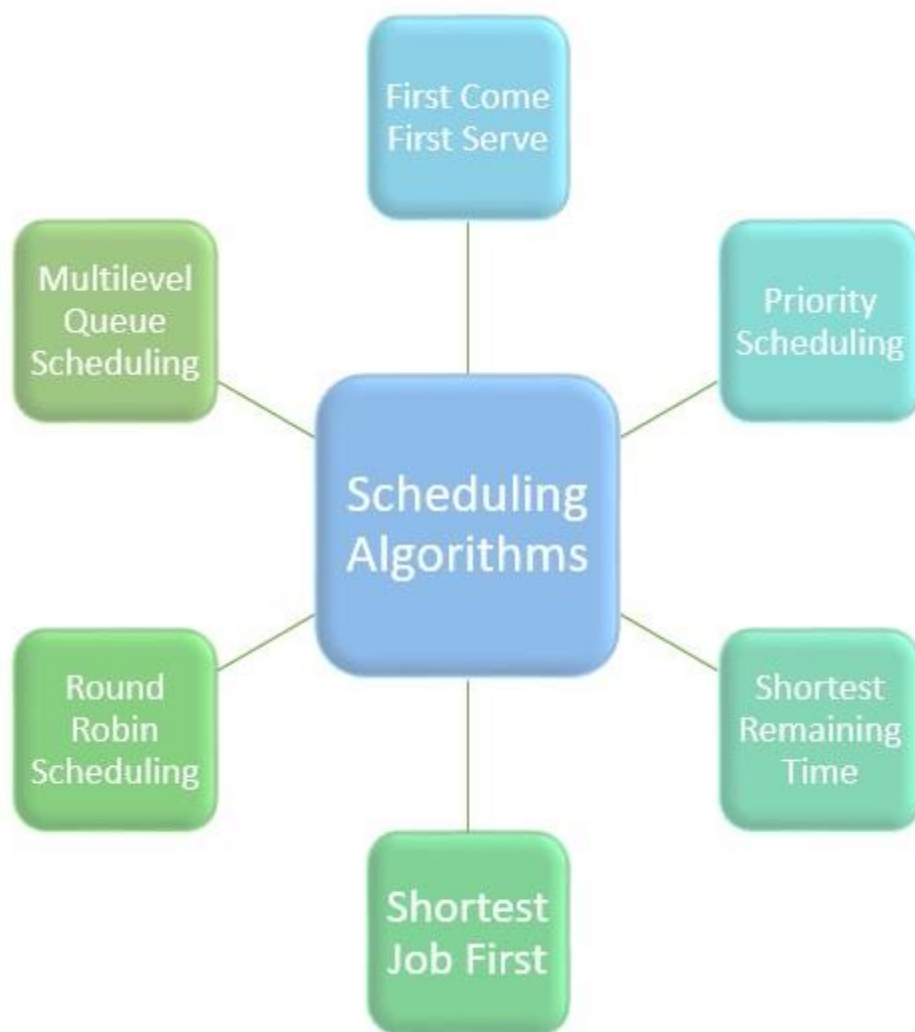 First Come
First Serve
Multilevel
Queue
Scheduling
Priority
Scheduling
Scheduling
Algorithms
Round
Robin
Scheduling
Shortest
Remaining
Time
Shortest
Job First